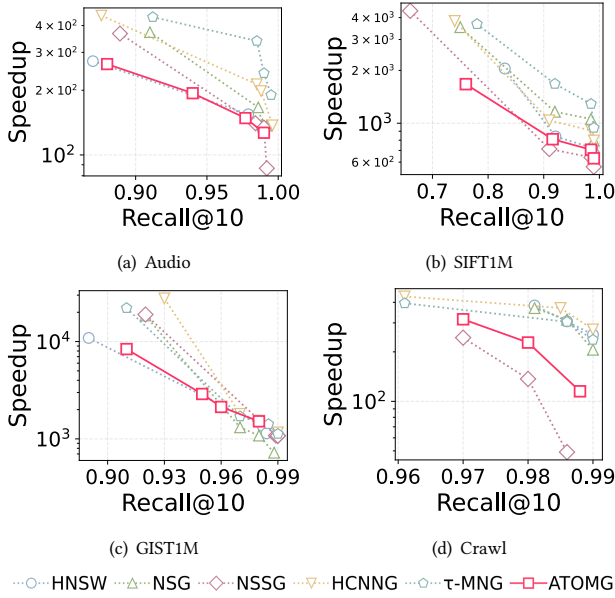 Speedup
4 × 10²
3 × 10²
2 × 10²
10²
0.90 0.95 1.00
Recall@10
(a) Audio
Speedup
4 × 10³
3 × 10³
2 × 10³
10³
6 × 10²
0.7 0.8 0.9 1.0
Recall@10
(b) SIFT1M
Speedup
10⁴
10³
0.90 0.93 0.96 0.99
Recall@10
(c) GIST1M
Speedup
10²
0.96 0.97 0.98 0.99
Recall@10
(d) Crawl
HNSW NSG NSSG HCNNG τ-MNG ATOMG